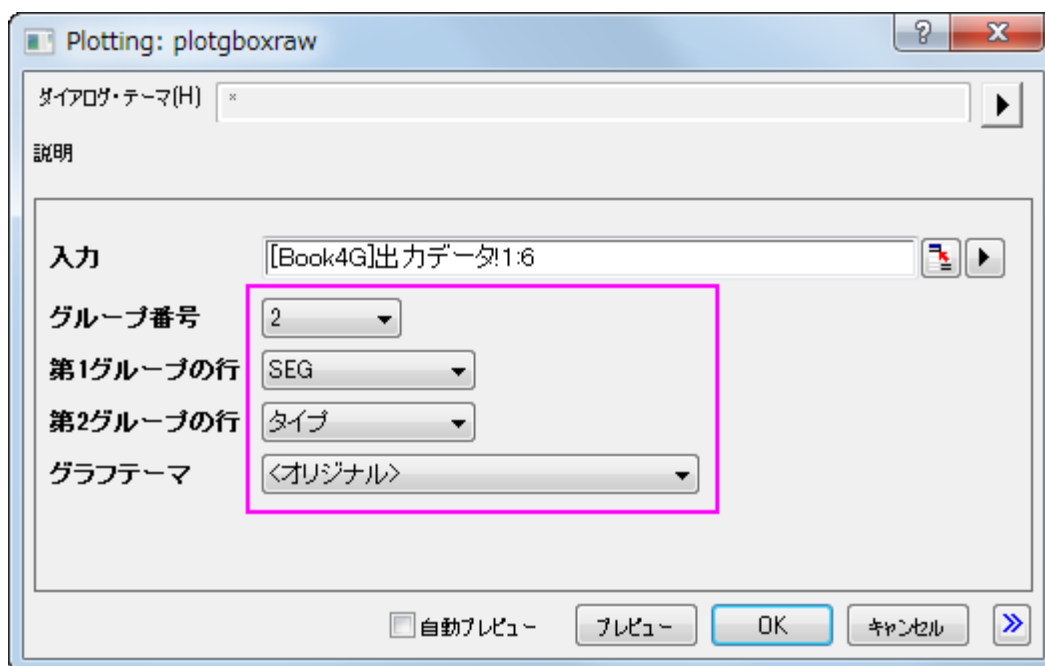 Plotting: plotgboxraw
ダイアログ・テーマ(H) *
説明
入力 [Book4G]出力データ!1:6
グループ番号 2
第1グループの行 SEG
第2グループの行 タイプ
グラフテーマ <オリジナル>
自動プレビュー プレビュー OK キャンセル